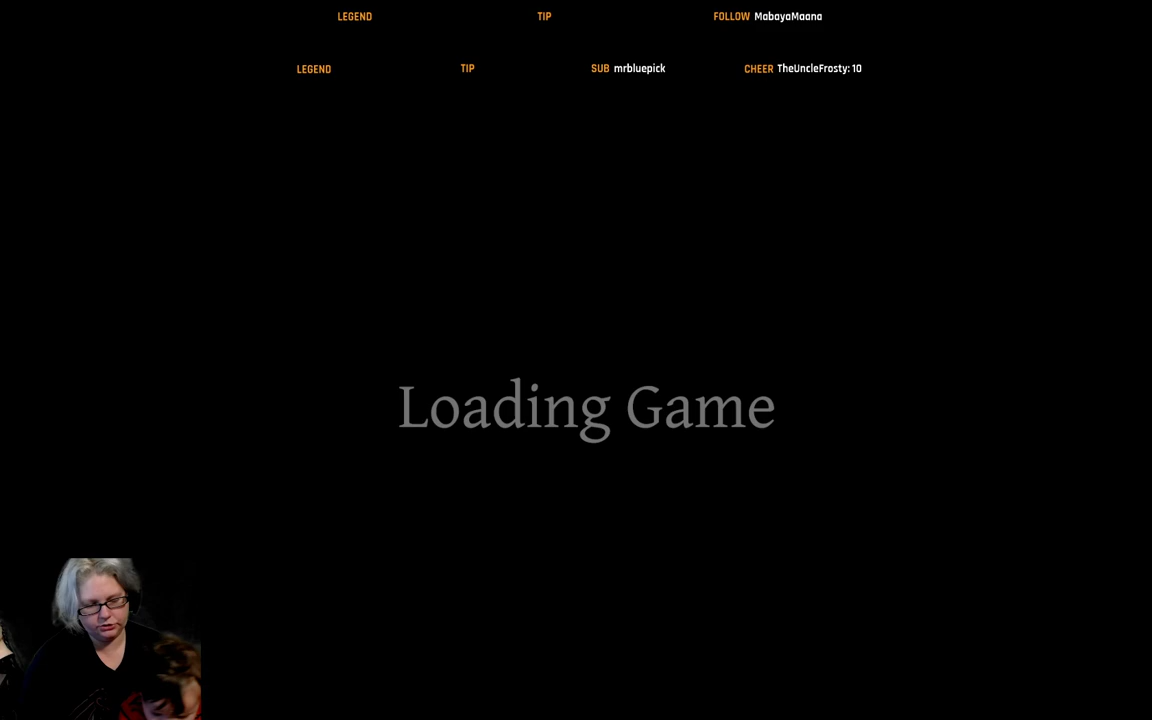 LEGEND TIP FOLLOW MabayaMaana
LEGEND TIP SUB mrbluepick CHEER TheUncleFrosty: 10
Loading Game